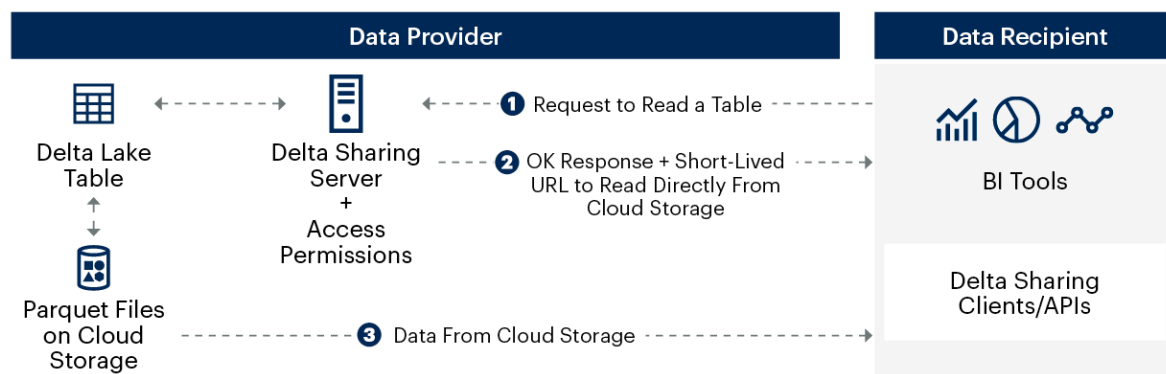 Data Provider
Data Recipient
1 Request to Read a Table
Delta Lake
Table
Delta Sharing
Server
+
Access
Permissions
2 OK Response + Short-Lived
URL to Read Directly From
Cloud Storage
BI Tools
Parquet Files
on Cloud
Storage
3 Data From Cloud Storage
Delta Sharing
Clients/APIs